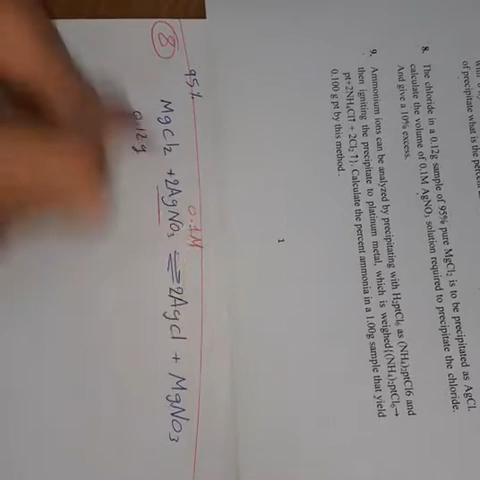 of precipitate what is the percent
8. The chloride in a 0.12g sample of 95% pure MgCl₂ is to be precipitated as AgCl.
calculate the volume of 0.1M AgNO₃ solution required to precipitate the chloride.
And give a 10% excess.
9. Ammonium ions can be analyzed by precipitating with H₂ptCl₆ as (NH₄)₂ptCl6 and
then igniting the precipitate to platinum metal, which is weighed{(NH₄)₂ptCl₆→
pt+2NH₄Cl↑ + 2Cl₂↑}. Calculate the percent ammonia in a 1.00g sample that yield
0.100 g pt by this method.
1
8
95% 0.1M
MgCl₂ + 2AgNO₃ ⇌ 2AgCl + MgNO₃
0.12g